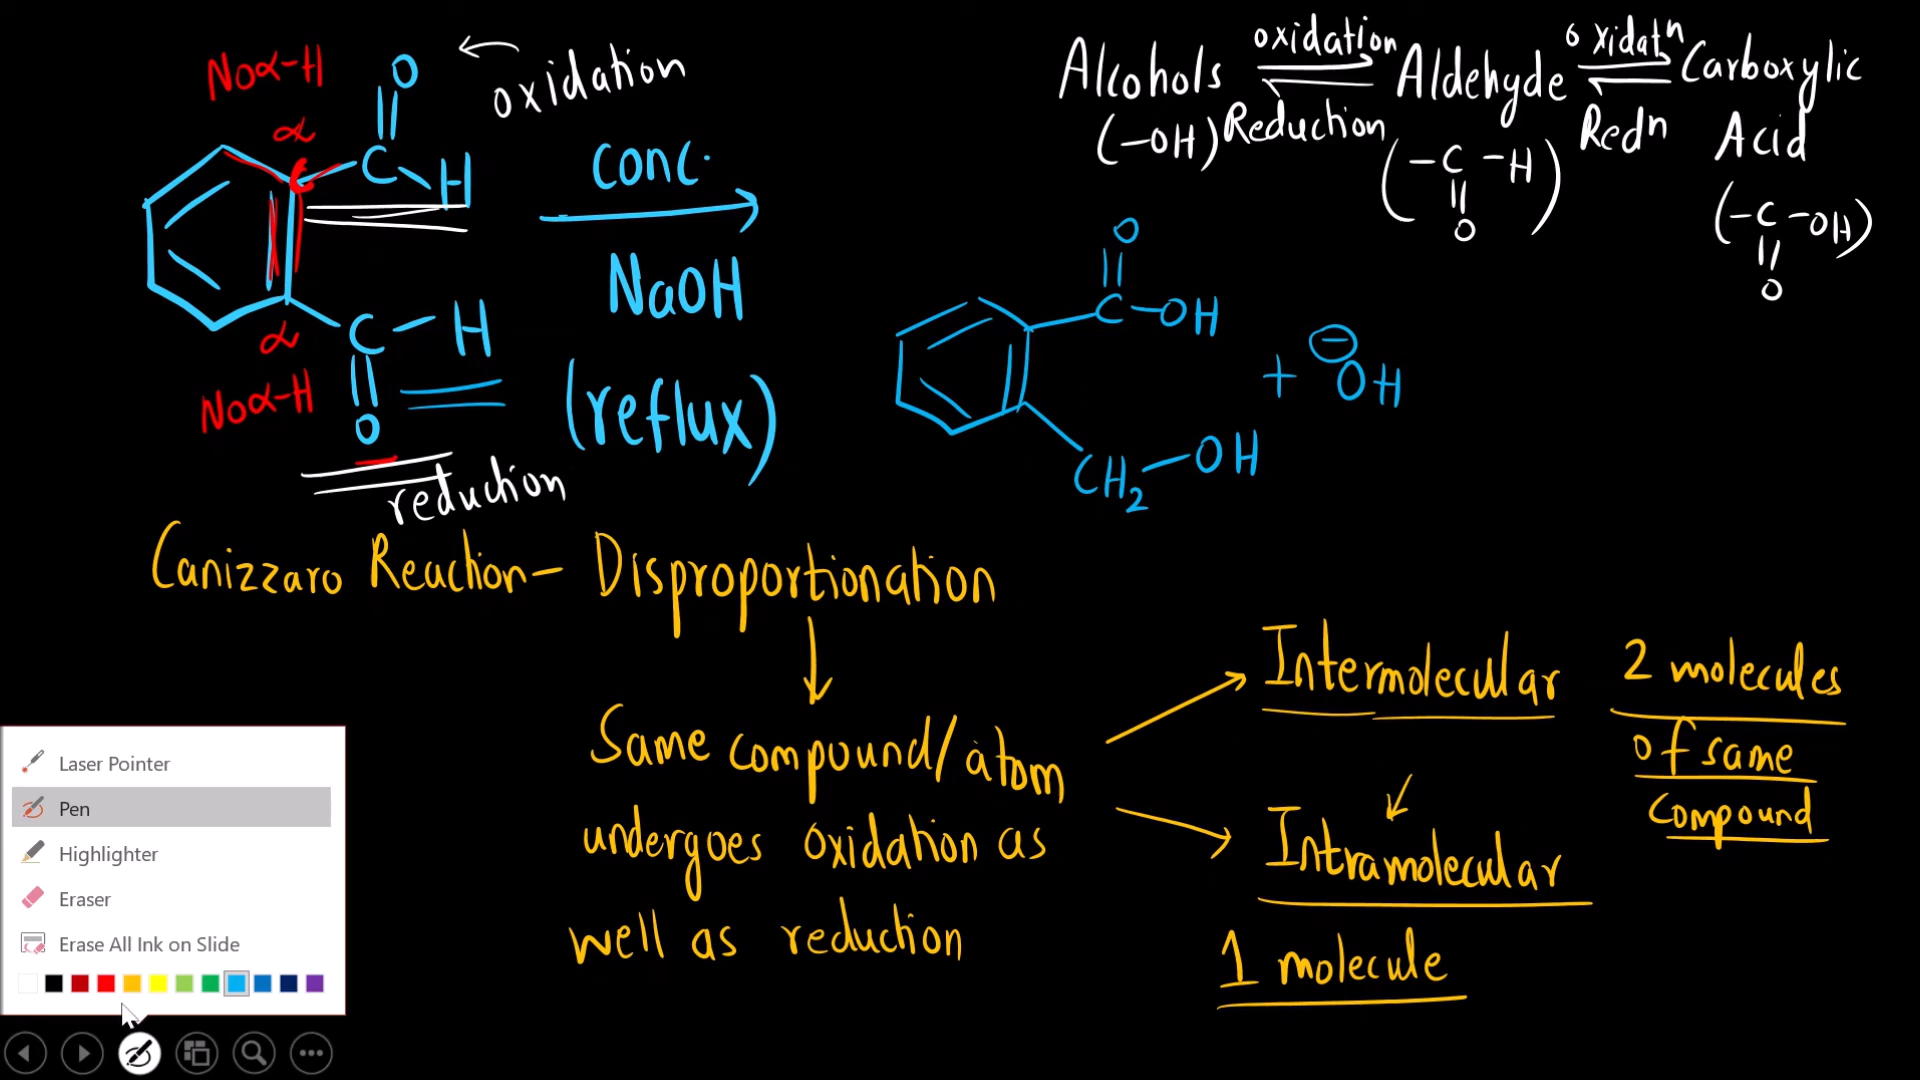 Noα-H
α
O
C
H
← oxidation
conc.
NaOH
(reflux)
α
Noα-H
C-H
O
reduction
Alcohols
(-OH)
oxidation
Reduction
Aldehyde
(-C-H)
O
oxidatn
Redn
Carboxylic
Acid
(-C-OH)
O
O
C-OH
CH2-OH
+ ⊖OH
Canizzaro Reaction- Disproportionation
Same compound/atom
undergoes oxidation as
well as reduction
Intermolecular
2 molecules
of same
compound
Intramolecular
1 molecule
Laser Pointer
Pen
Highlighter
Eraser
Erase All Ink on Slide